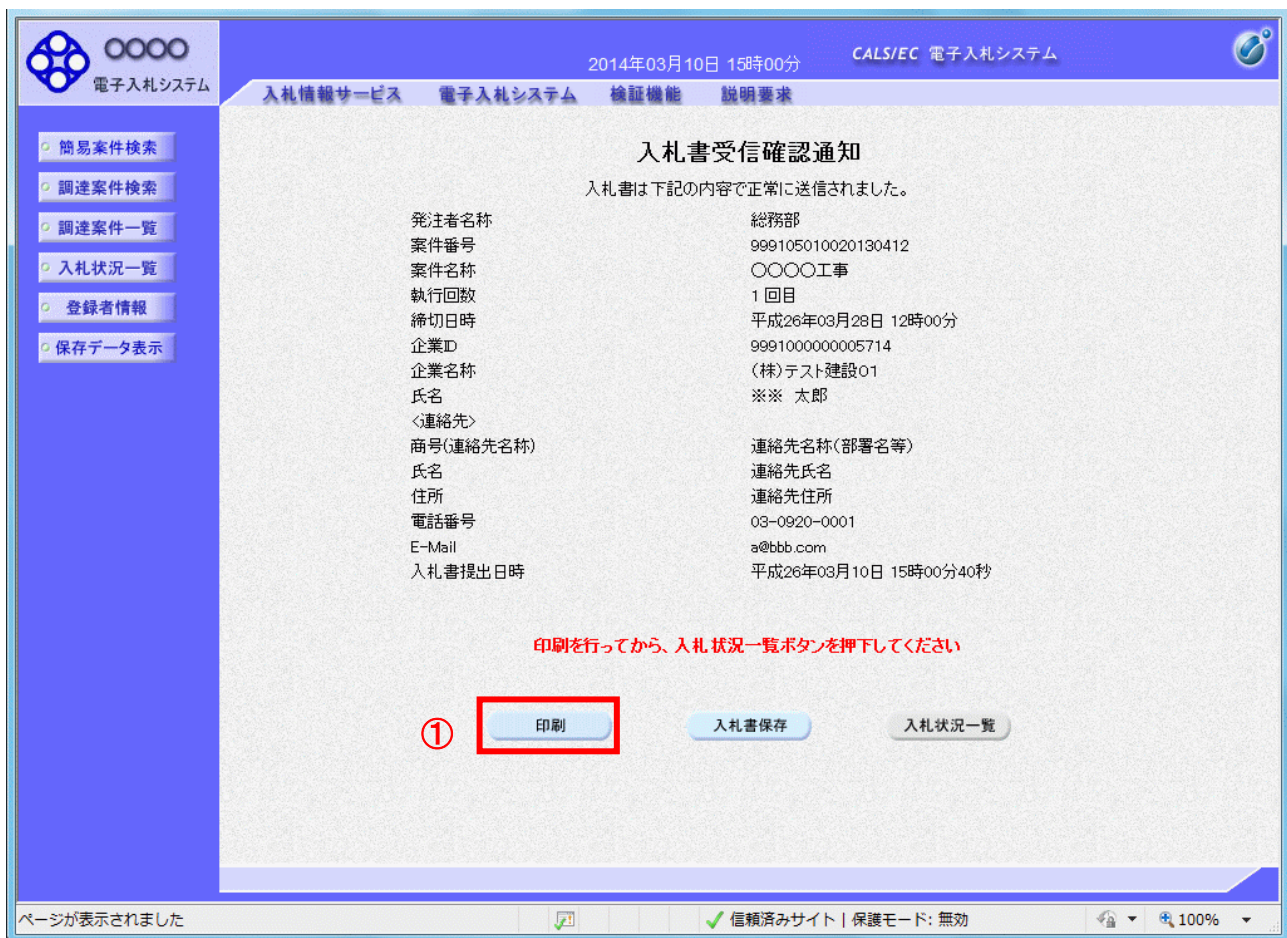 〇〇〇〇
電子入札システム
2014年03月10日 15時00分
CALS/EC 電子入札システム
入札情報サービス 電子入札システム 検証機能 説明要求
簡易案件検索
調達案件検索
調達案件一覧
入札状況一覧
登録者情報
保存データ表示
入札書受信確認通知
入札書は下記の内容で正常に送信されました。
発注者名称 総務部
案件番号 999105010020130412
案件名称 〇〇〇〇工事
執行回数 1 回目
締切日時 平成26年03月28日 12時00分
企業ID 9991000000005714
企業名称 (株)テスト建設01
氏名 ※※ 太郎
<連絡先>
商号(連絡先名称) 連絡先名称(部署名等)
氏名 連絡先氏名
住所 連絡先住所
電話番号 03-0920-0001
E-Mail a@bbb.com
入札書提出日時 平成26年03月10日 15時00分40秒
印刷を行ってから、入札状況一覧ボタンを押下してください
① 印刷 入札書保存 入札状況一覧
ページが表示されました 信頼済みサイト | 保護モード: 無効 100%